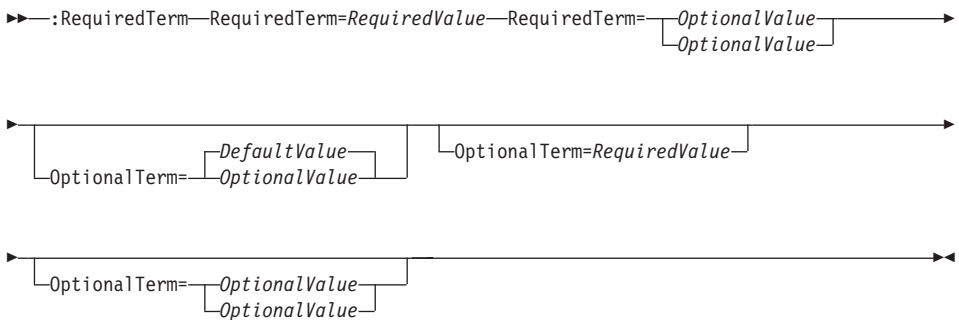 :RequiredTerm RequiredTerm=RequiredValue RequiredTerm= OptionalValue
OptionalValue
DefaultValue
OptionalTerm= OptionalValue
OptionalTerm=RequiredValue
OptionalTerm= OptionalValue
OptionalValue